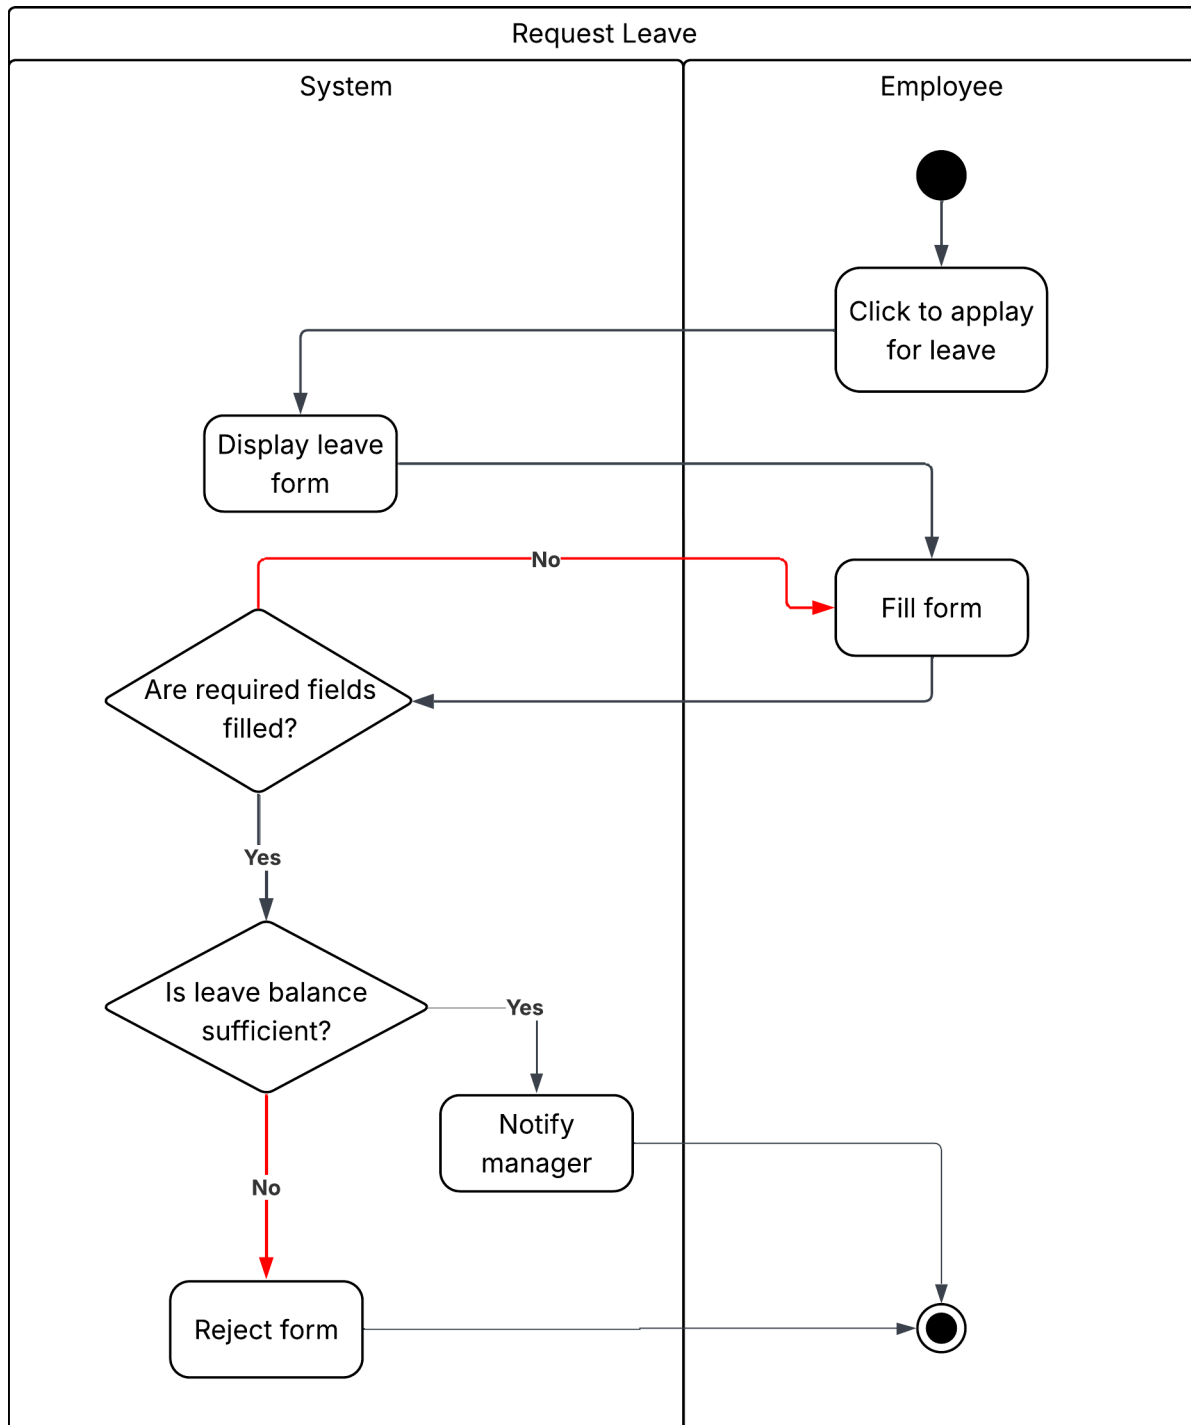 Request Leave
System
Employee
Click to applay
for leave
Display leave
form
No
Fill form
Are required fields
filled?
Yes
Is leave balance
sufficient?
Yes
Notify
manager
No
Reject form